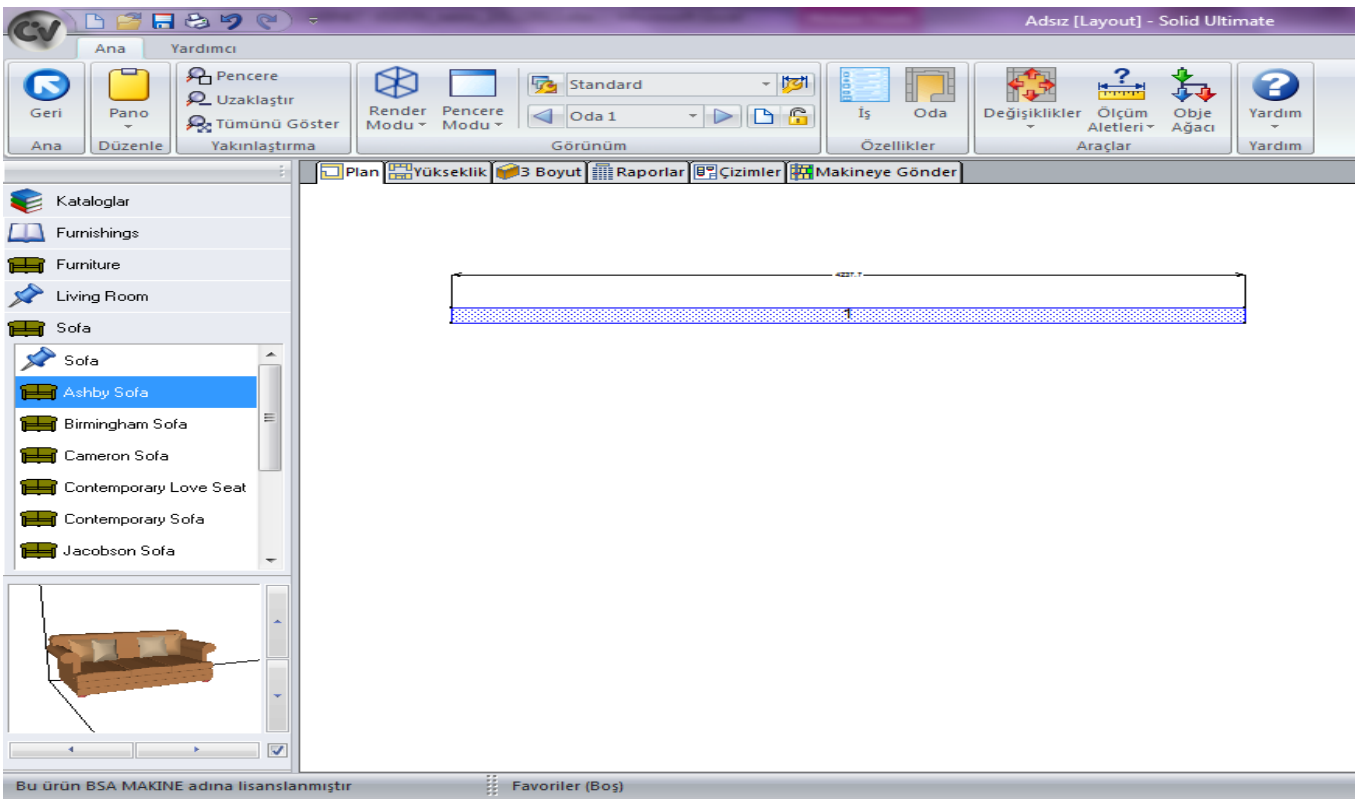 Adsız [Layout] - Solid Ultimate
CV
Ana Yardımcı
Geri
Pano
Pencere
Uzaklaştır
Tümünü Göster
Render Modu
Pencere Modu
Standard
Oda 1
İş
Oda
Değişiklikler
Ölçüm Aletleri
Obje Ağacı
Yardım
Ana Düzenle Yakınlaştırma Görünüm Özellikler Araçlar Yardım
Plan Yükseklik 3 Boyut Raporlar Çizimler Makineye Gönder
Kataloglar
Furnishings
Furniture
Living Room
Sofa
Sofa
Ashby Sofa
Birmingham Sofa
Cameron Sofa
Contemporary Love Seat
Contemporary Sofa
Jacobson Sofa
1
Bu ürün BSA MAKINE adına lisanslanmıştır
Favoriler (Boş)